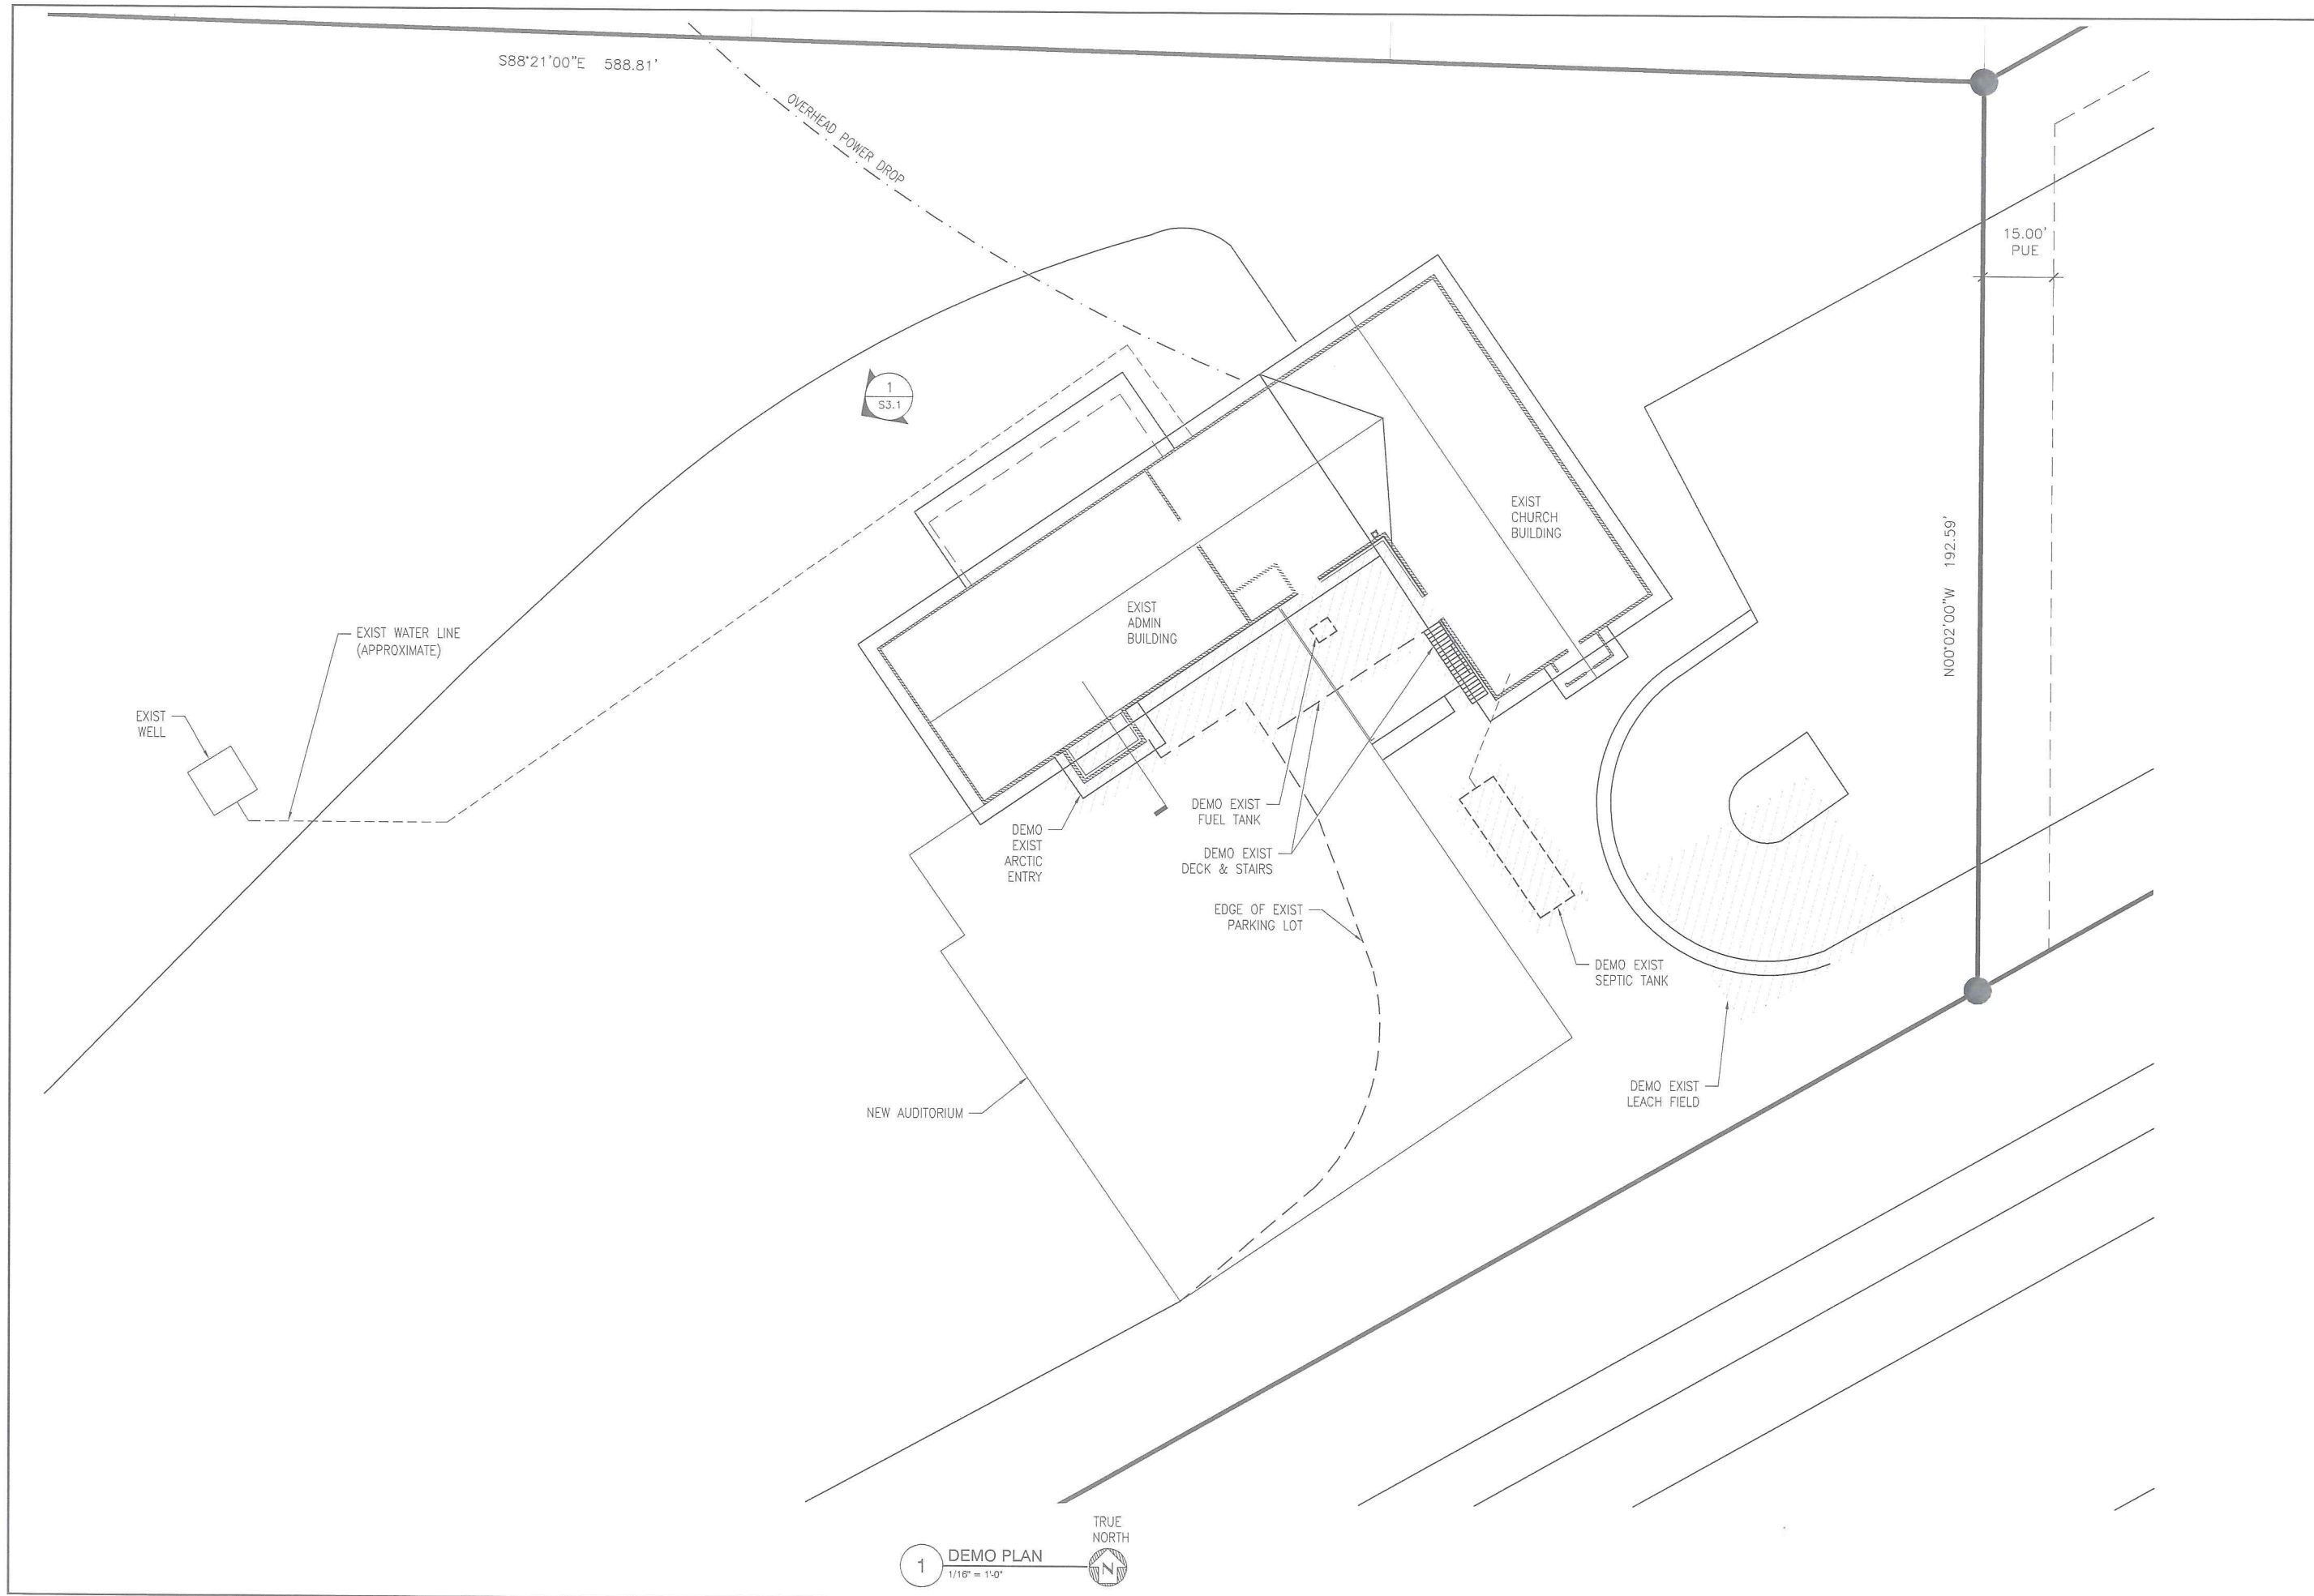 S88°21'00"E 588.81'
OVERHEAD POWER DROP
15.00'
PUE
1
S3.1
EXIST
CHURCH
BUILDING
N00°02'00"W 192.59'
EXIST
ADMIN
BUILDING
EXIST WATER LINE
(APPROXIMATE)
EXIST
WELL
DEMO EXIST
FUEL TANK
DEMO
EXIST
ARCTIC
ENTRY
DEMO EXIST
DECK & STAIRS
EDGE OF EXIST
PARKING LOT
DEMO EXIST
SEPTIC TANK
DEMO EXIST
LEACH FIELD
NEW AUDITORIUM
TRUE
NORTH
1
DEMO PLAN
1/16" = 1'-0"
N